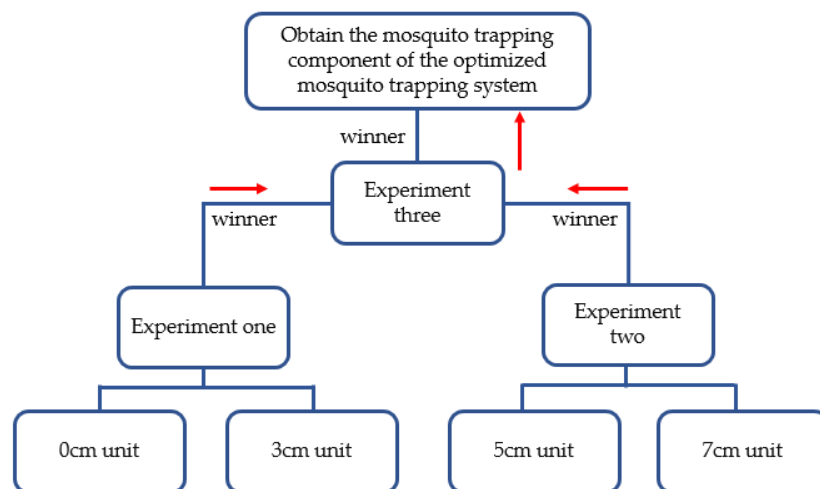 Obtain the mosquito trapping
component of the optimized
mosquito trapping system
winner
Experiment
three
winner
winner
Experiment one
Experiment
two
0cm unit
3cm unit
5cm unit
7cm unit